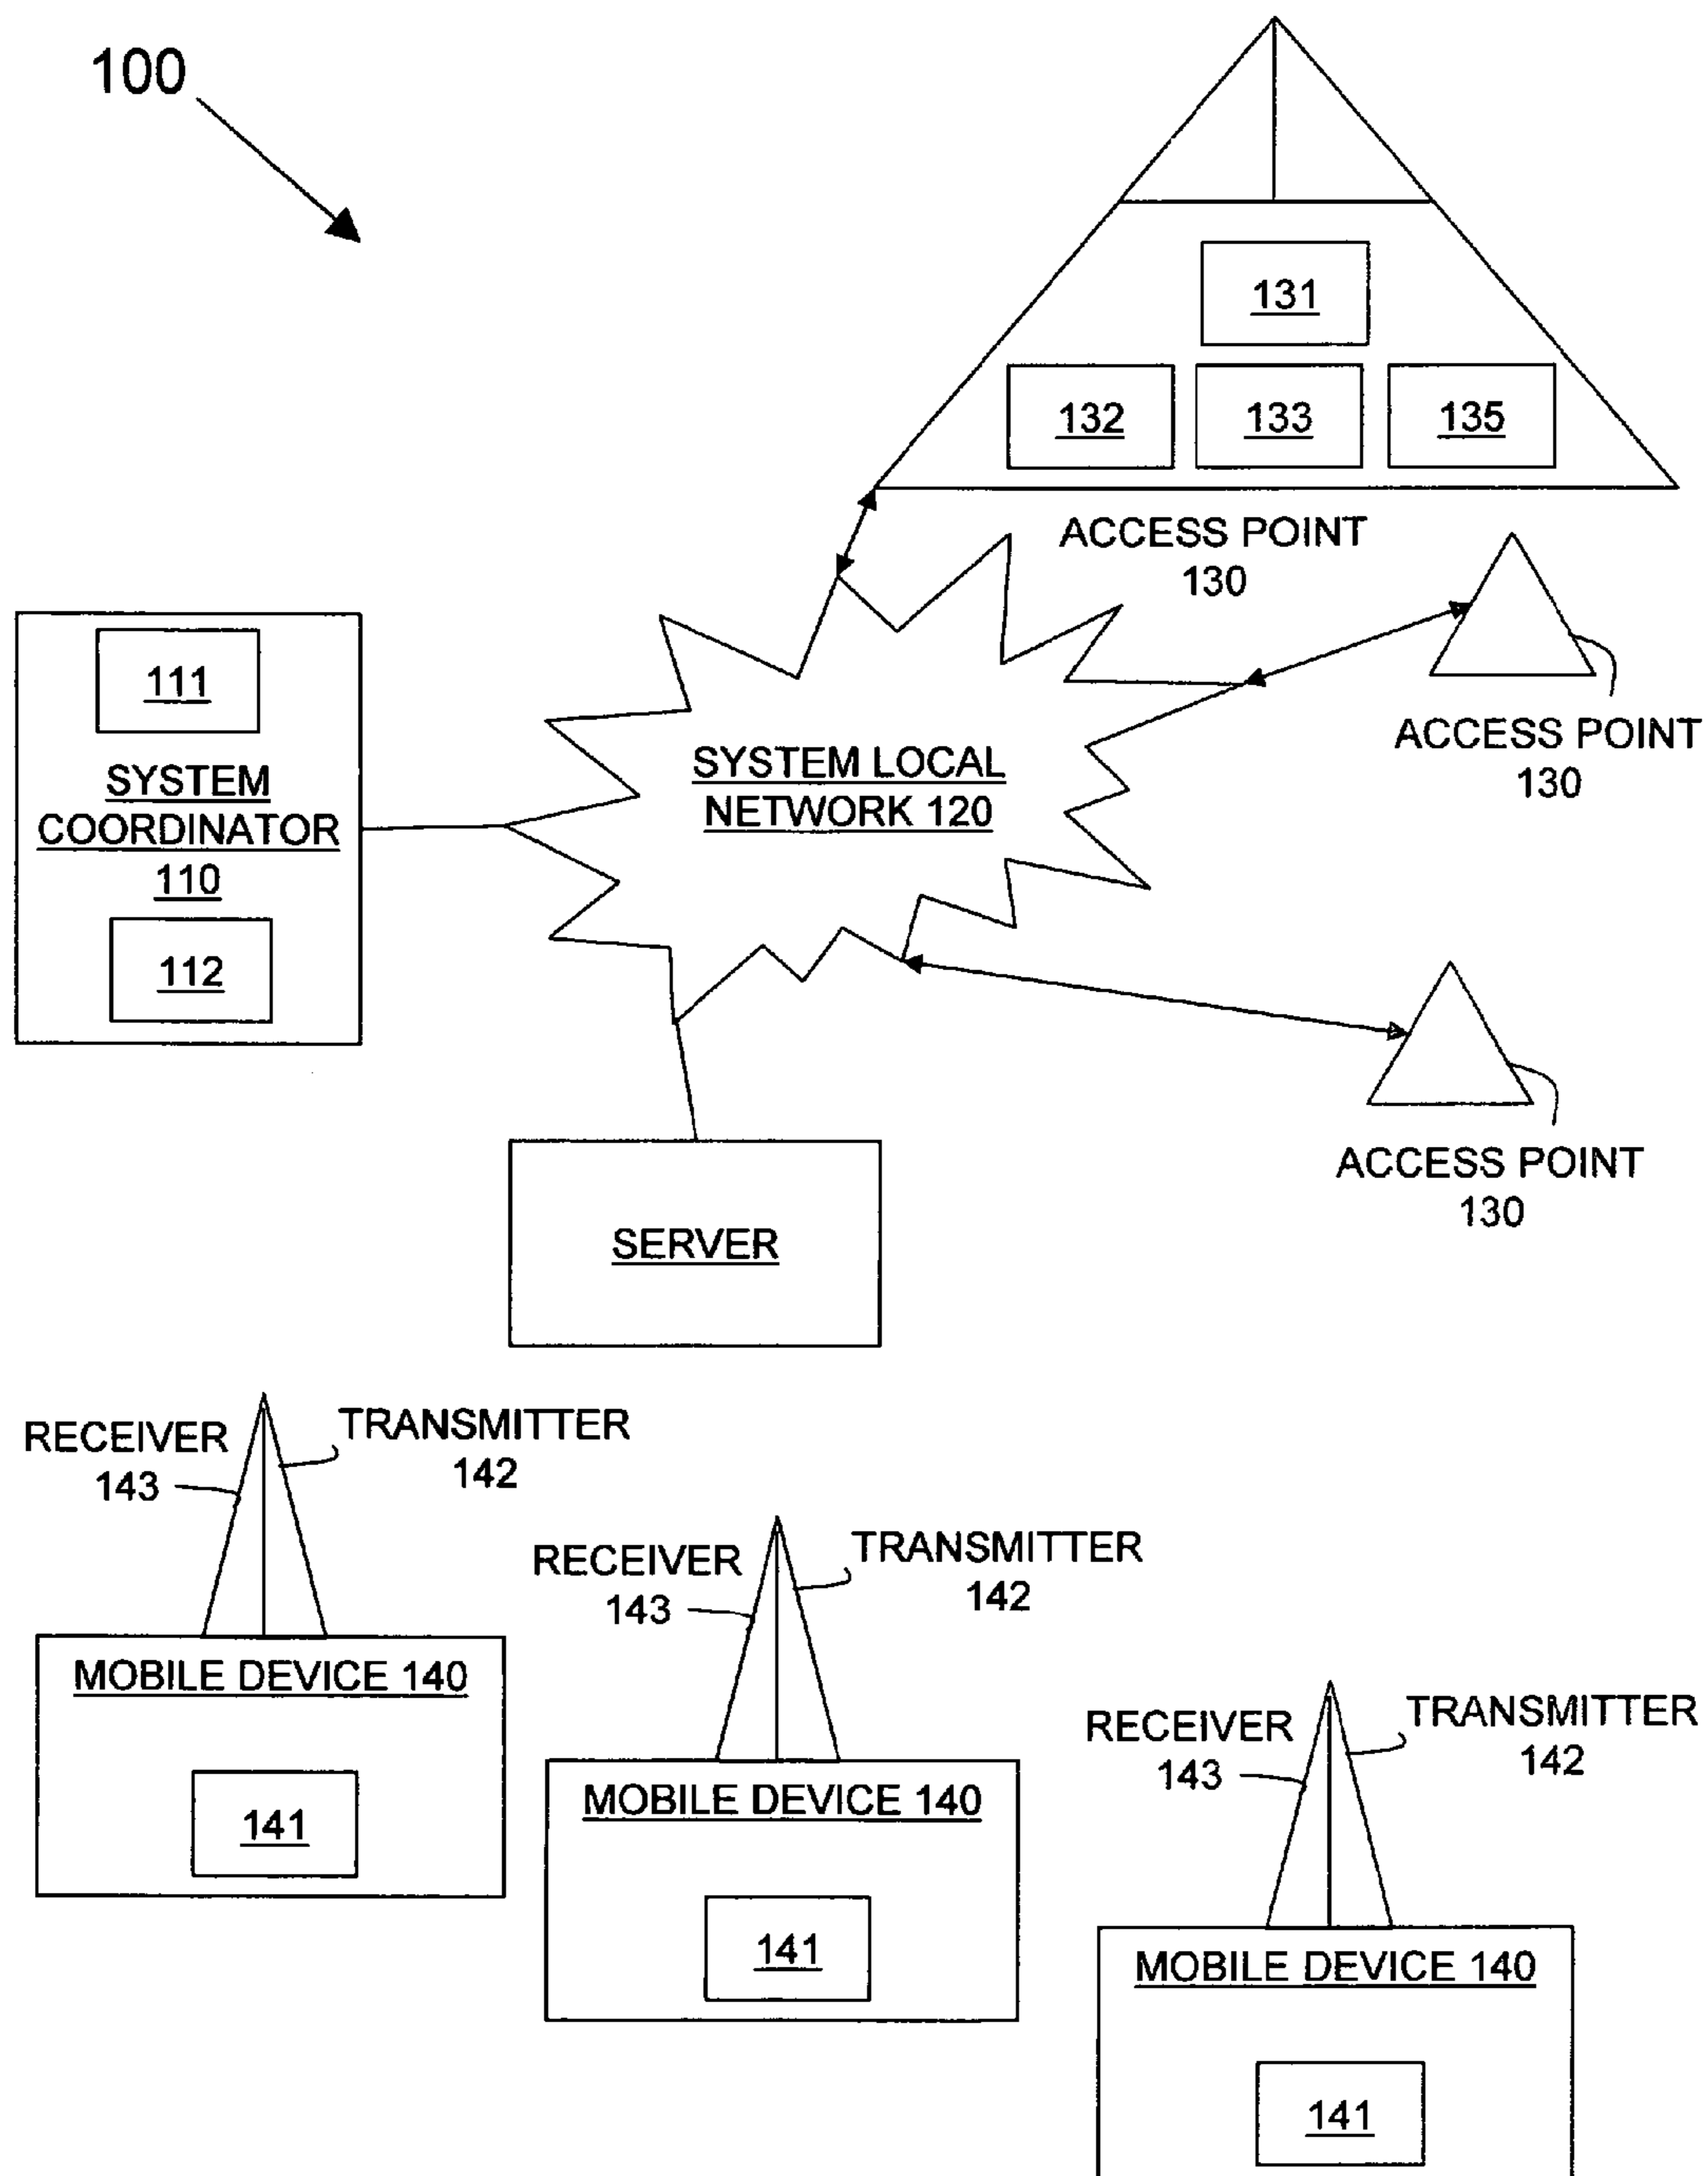 100
131
132
133
135
ACCESS POINT
130
111
SYSTEM
COORDINATOR
110
112
SYSTEM LOCAL
NETWORK 120
ACCESS POINT
130
ACCESS POINT
130
SERVER
RECEIVER
143
TRANSMITTER
142
MOBILE DEVICE 140
141
RECEIVER
143
TRANSMITTER
142
MOBILE DEVICE 140
141
RECEIVER
143
TRANSMITTER
142
MOBILE DEVICE 140
141